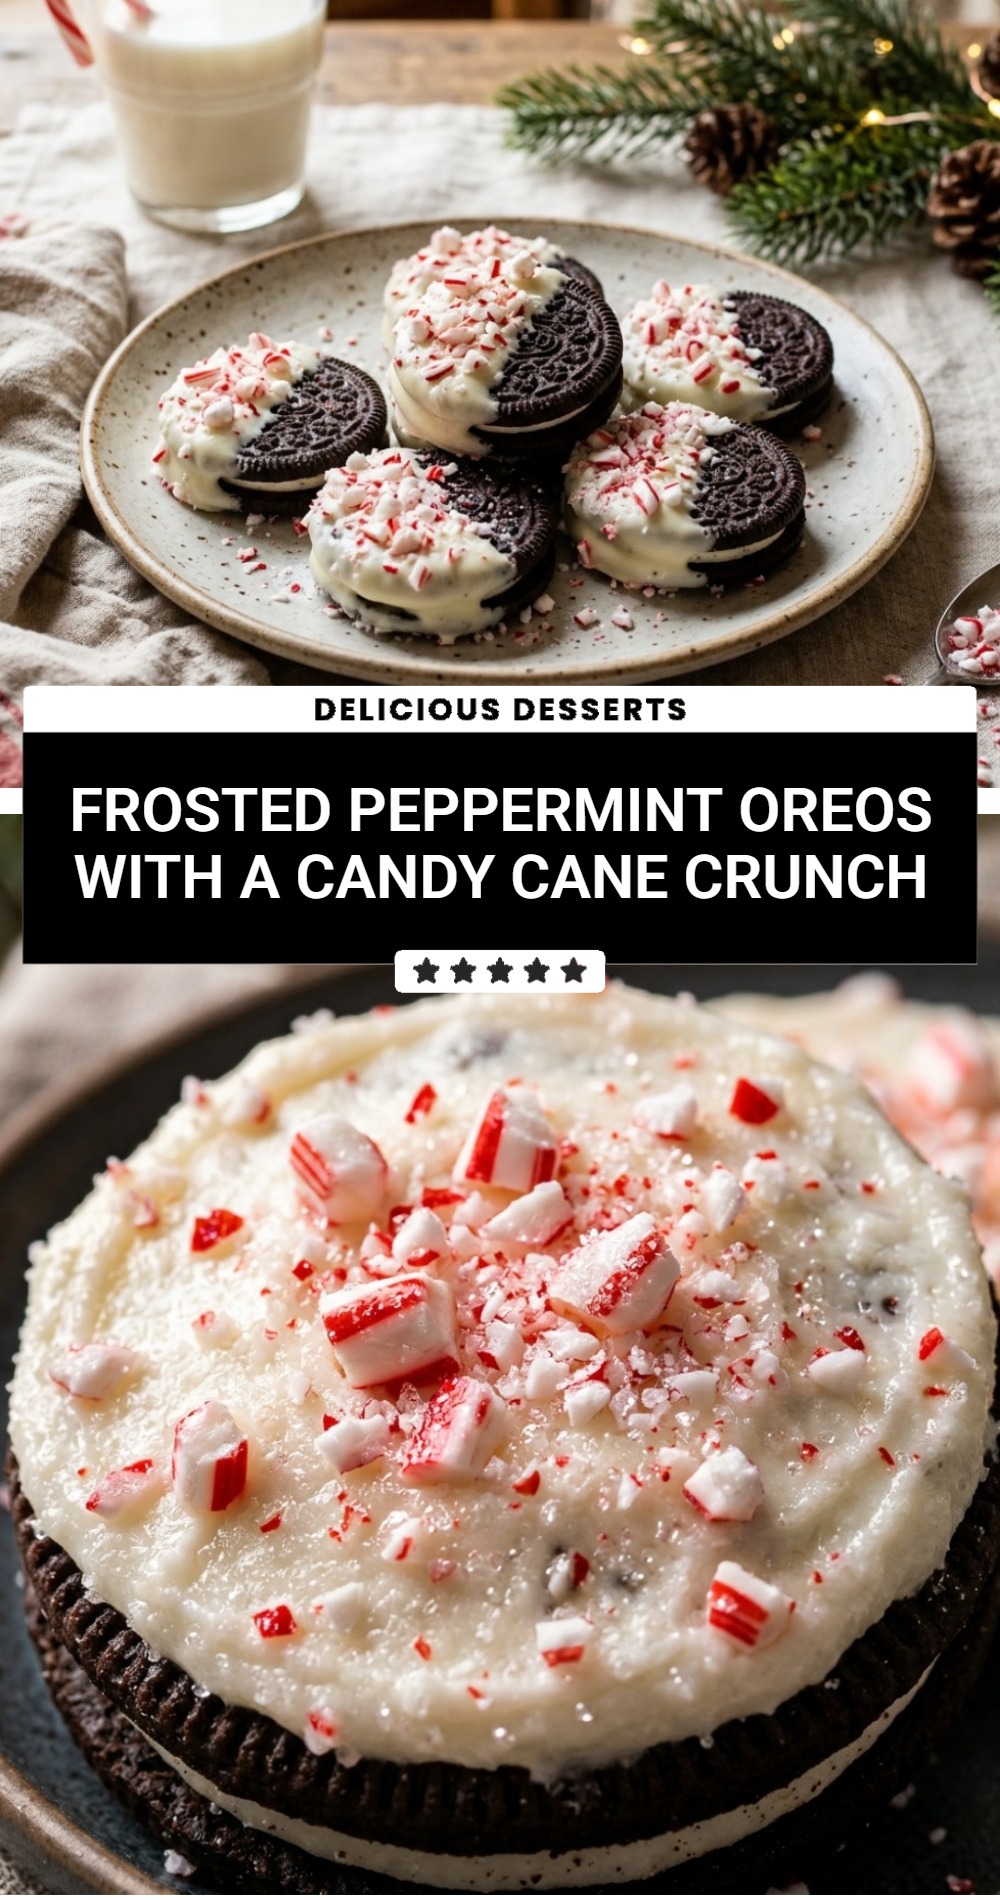 DELICIOUS DESSERTS
FROSTED PEPPERMINT OREOS
WITH A CANDY CANE CRUNCH